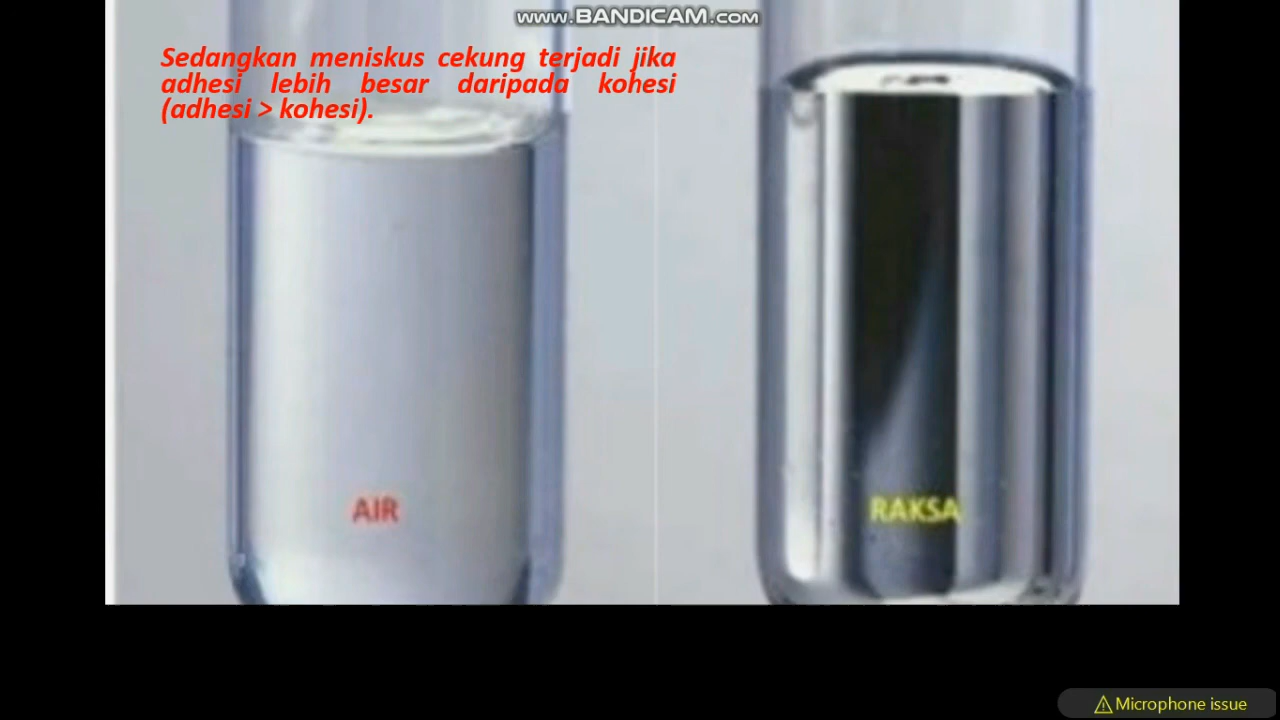 www.BANDICAM.com
Sedangkan meniskus cekung terjadi jika
adhesi lebih besar daripada kohesi
(adhesi > kohesi).
AIR
RAKSA
Microphone issue